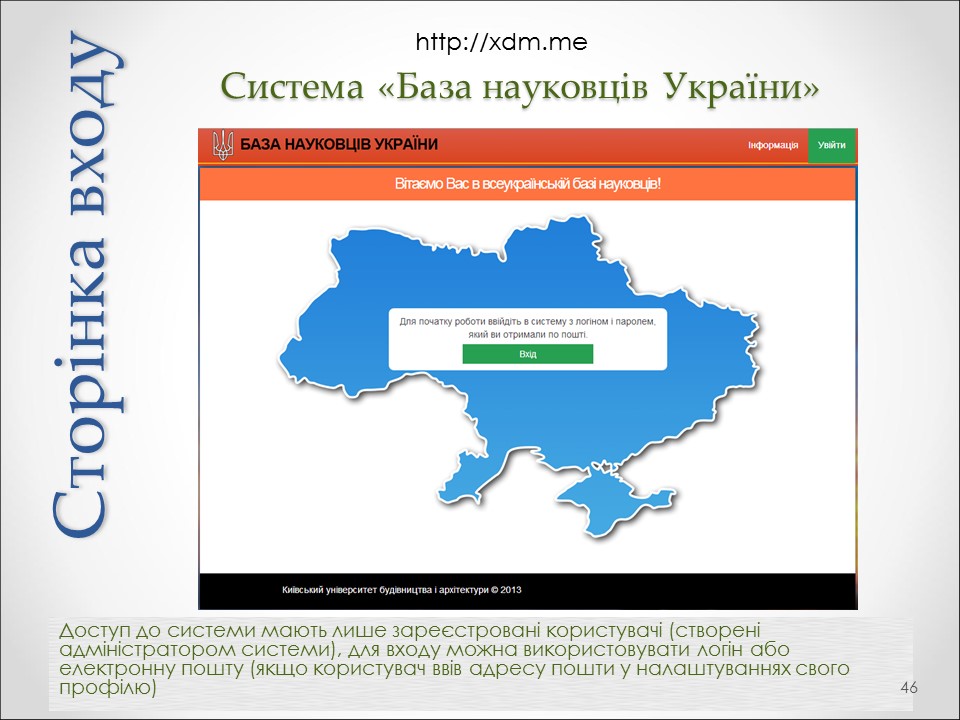 http://xdm.me
Система «База науковців України»
Сторінка входу
БАЗА НАУКОВЦІВ УКРАЇНИ
Інформація
Увійти
Вітаємо Вас в всеукраїнській базі науковців!
Для початку роботи ввійдіть в систему з логіном і паролем,
який ви отримали по пошті.
Вхід
Київський університет будівництва і архітектури © 2013
Доступ до системи мають лише зареєстровані користувачі (створені
адміністратором системи), для входу можна використовувати логін або
електронну пошту (якщо користувач ввів адресу пошти у налаштуваннях свого
профілю)
46